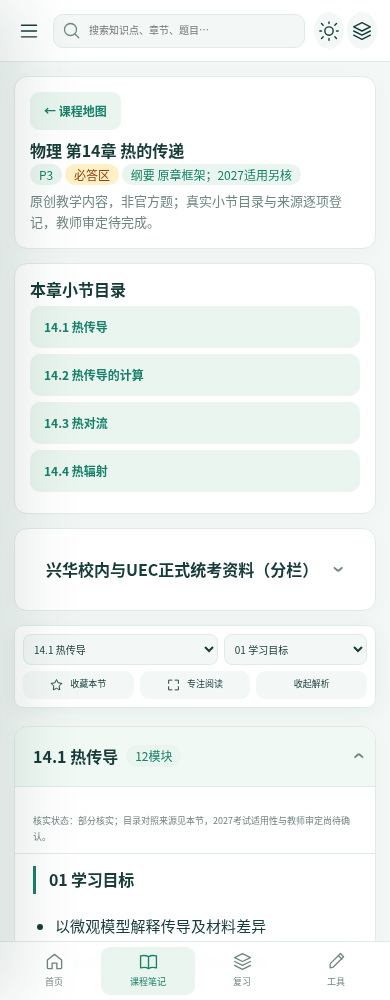 搜索知识点、章节、题目…
← 课程地图
物理 第14章 热的传递
P3 必答区 纲要 原章框架；2027适用另核
原创教学内容，非官方题；真实小节目录与来源逐项登
记，教师审定待完成。
本章小节目录
14.1 热传导
14.2 热传导的计算
14.3 热对流
14.4 热辐射
兴华校内与UEC正式统考资料（分栏）
14.1 热传导 01 学习目标
收藏本节 专注阅读 收起解析
14.1 热传导 12模块
核实状态：部分核实；目录对照来源见本节，2027考试适用性与教师审定尚待确
认。
01 学习目标
以微观模型解释传导及材料差异
首页 课程笔记 复习 工具